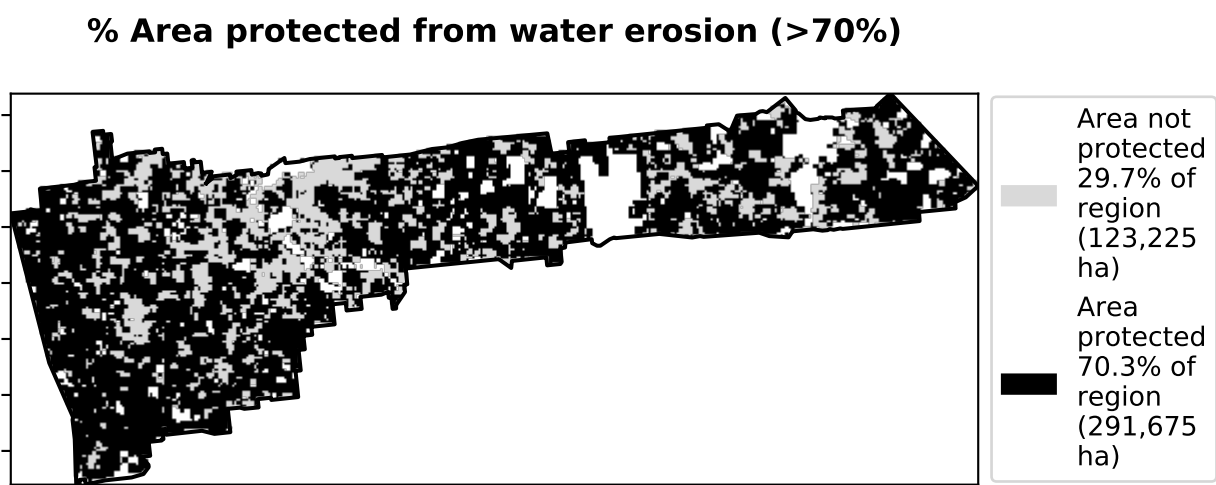 % Area protected from water erosion (>70%)
Area not
protected
29.7% of
region
(123,225
ha)
Area
protected
70.3% of
region
(291,675
ha)